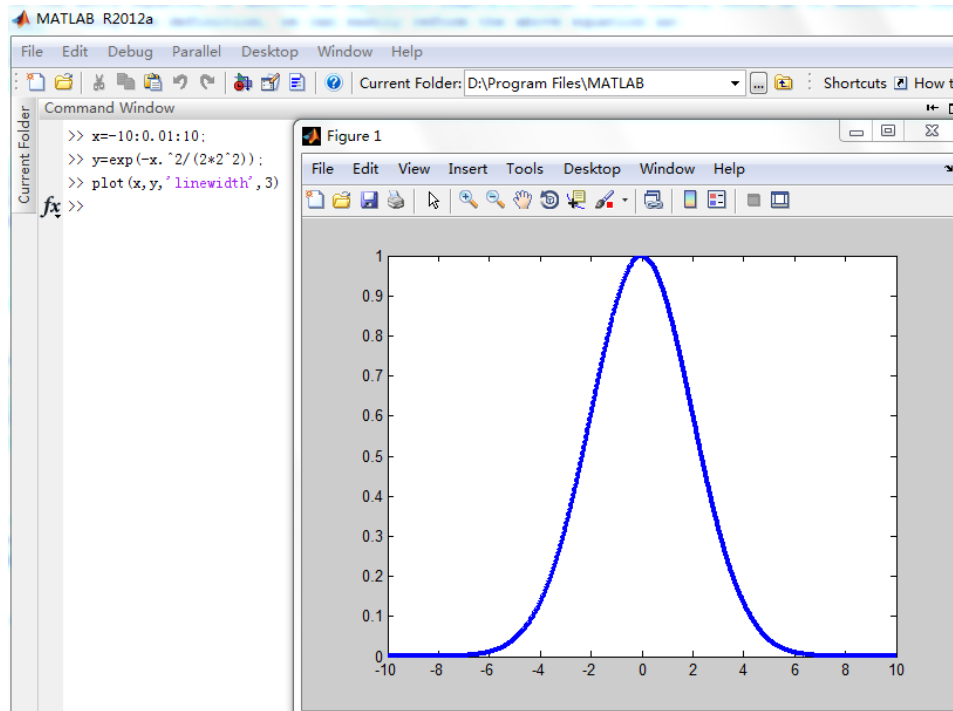 MATLAB R2012a
File Edit Debug Parallel Desktop Window Help
Current Folder: D:\Program Files\MATLAB ... Shortcuts How t
Current Folder
Command Window
>> x=-10:0.01:10;
>> y=exp(-x.^2/(2*2^2));
>> plot(x,y,'linewidth',3)
fx >>
Figure 1
File Edit View Insert Tools Desktop Window Help
1
0.9
0.8
0.7
0.6
0.5
0.4
0.3
0.2
0.1
0
-10 -8 -6 -4 -2 0 2 4 6 8 10